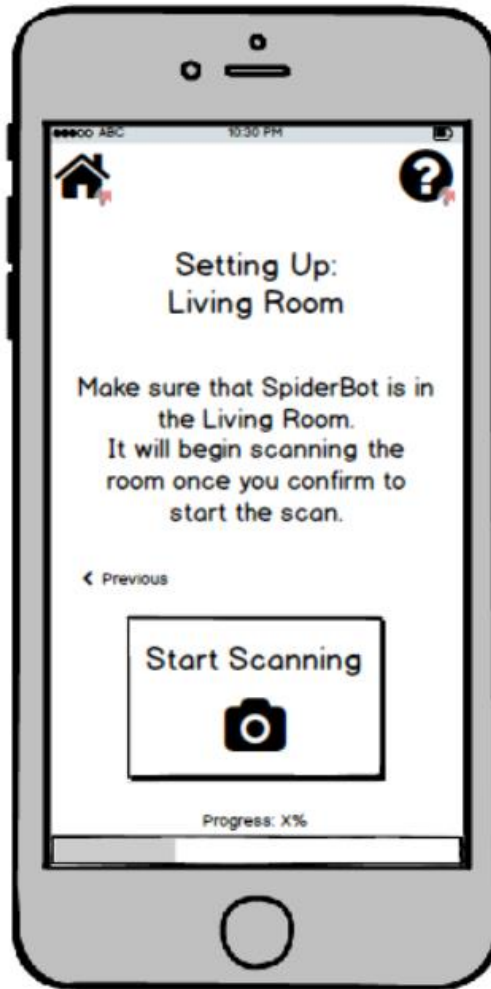 ABC 10:30 PM
?
Setting Up:
Living Room
Make sure that SpiderBot is in
the Living Room.
It will begin scanning the
room once you confirm to
start the scan.
< Previous
Start Scanning
Progress: X%